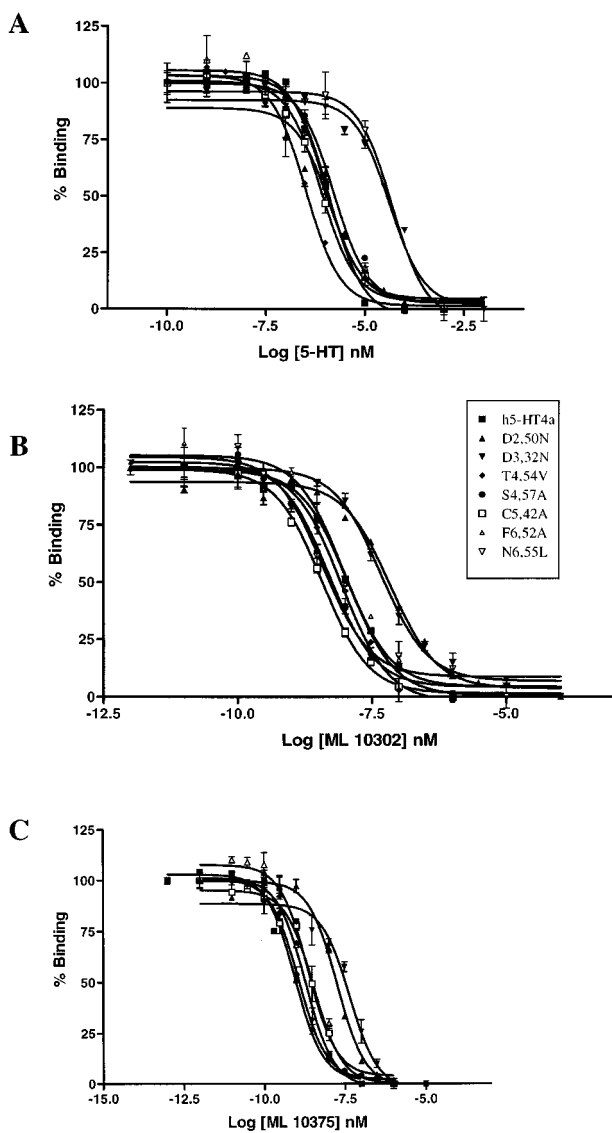 A
125
100
75
50
25
0
% Binding
-10.0 -7.5 -5.0 -2.5
Log [5-HT] nM
B
125
100
75
50
25
0
% Binding
-12.5 -10.0 -7.5 -5.0
Log [ML 10302] nM
h5-HT4a
D2,50N
D3,32N
T4,54V
S4,57A
C5,42A
F6,52A
N6,55L
C
125
100
75
50
25
0
% Binding
-15.0 -12.5 -10.0 -7.5 -5.0
Log [ML 10375] nM